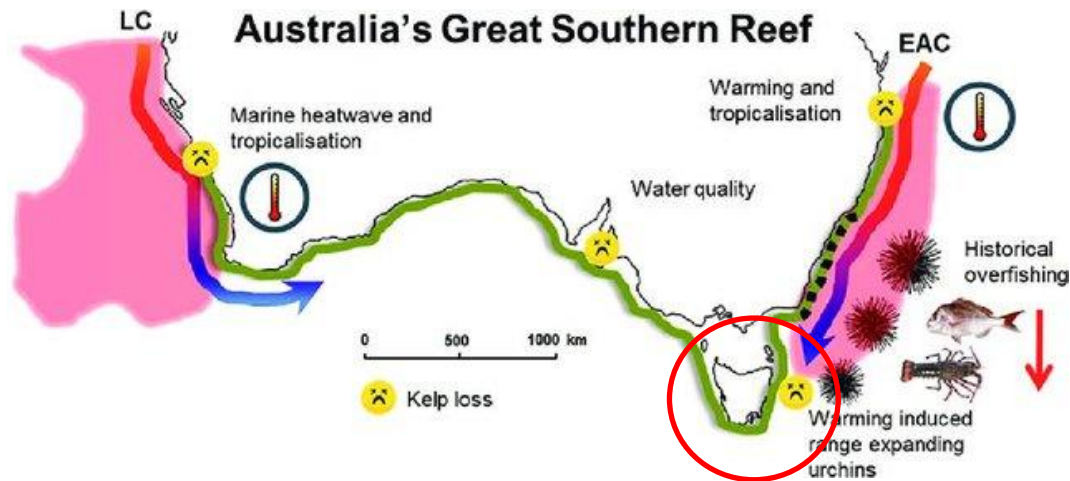 LC
Australia's Great Southern Reef
EAC
Marine heatwave and
tropicalisation
Warming and
tropicalisation
Water quality
Historical
overfishing
0 500 1000 km
Kelp loss
Warming induced
range expanding
urchins